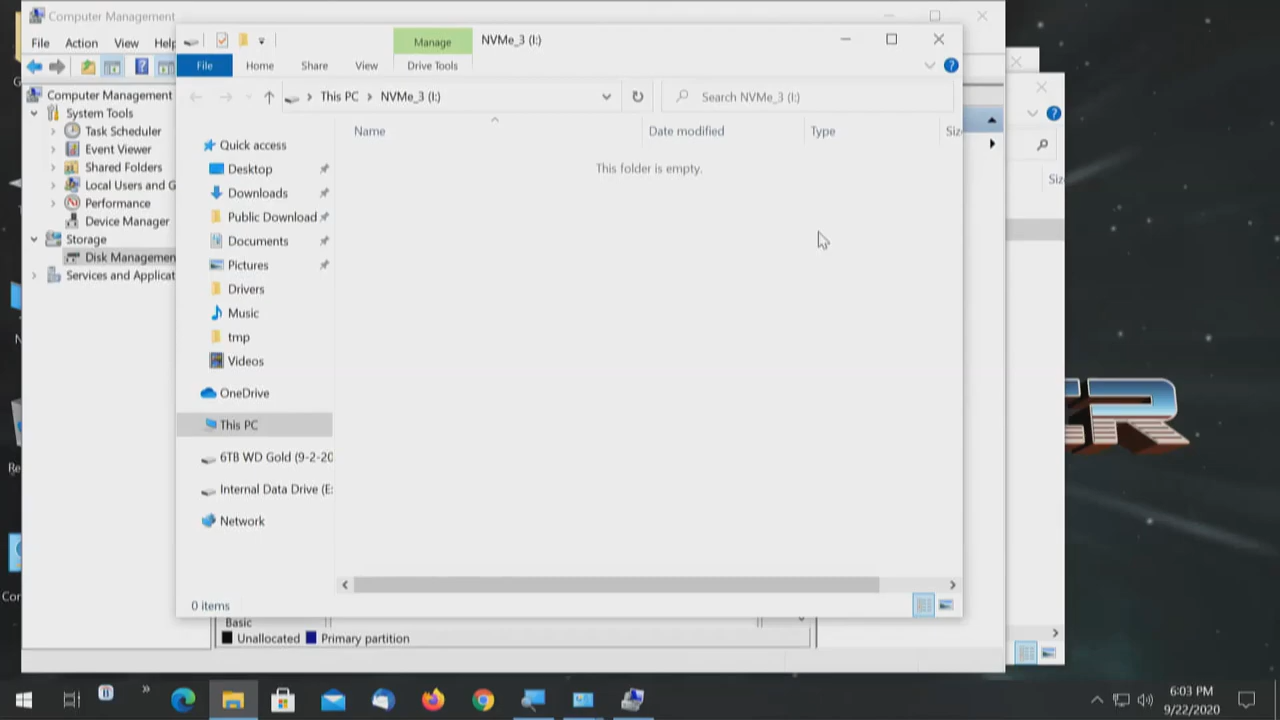 Computer Management
File Action View Help
Manage
NVMe_3 (I:)
File Home Share View Drive Tools
This PC > NVMe_3 (I:)
Search NVMe_3 (I:)
Computer Management
System Tools
Task Scheduler
Event Viewer
Shared Folders
Local Users and G
Performance
Device Manager
Storage
Disk Management
Services and Applicat
Quick access
Desktop
Downloads
Public Download
Documents
Pictures
Drivers
Music
tmp
Videos
OneDrive
This PC
6TB WD Gold (9-2-20
Internal Data Drive (E:
Network
Name Date modified Type Siz
This folder is empty.
0 items
Siz
Basic
Unallocated Primary partition
ER
6:03 PM
9/22/2020